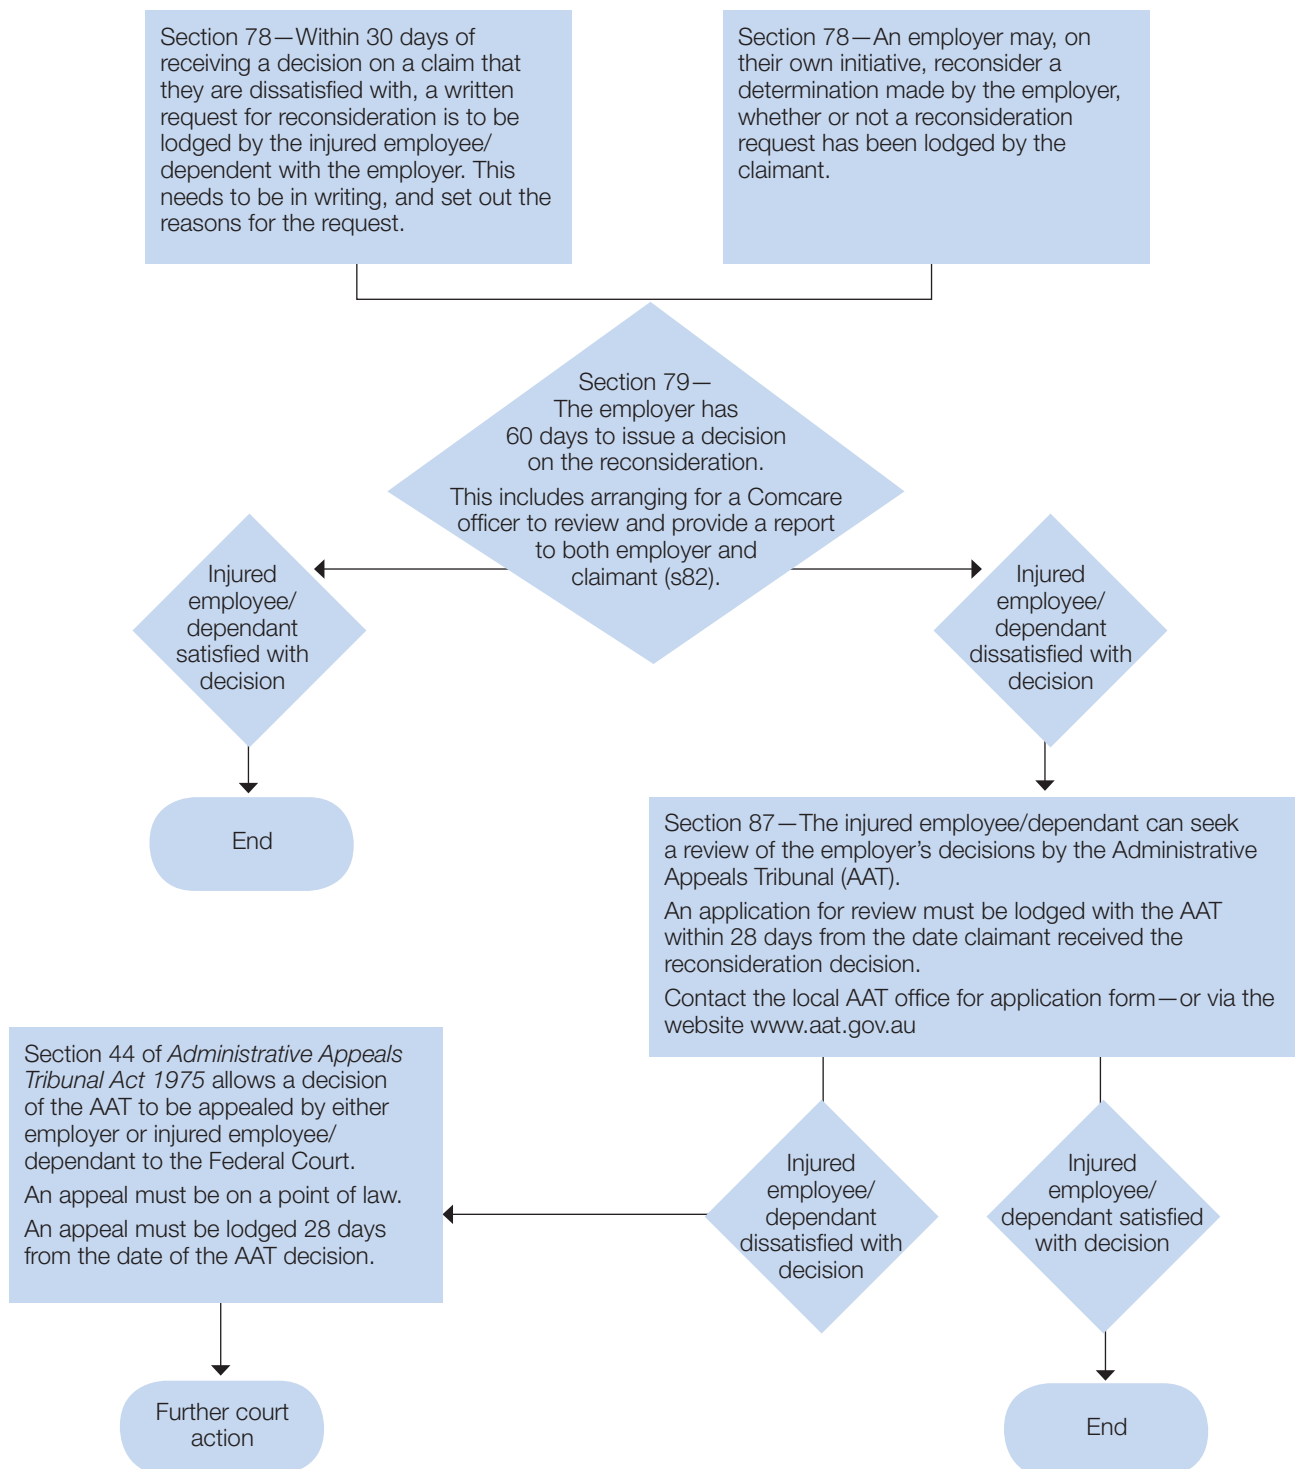 Section 78—Within 30 days of
receiving a decision on a claim that
they are dissatisfied with, a written
request for reconsideration is to be
lodged by the injured employee/
dependent with the employer. This
needs to be in writing, and set out the
reasons for the request.
Section 78—An employer may, on
their own initiative, reconsider a
determination made by the employer,
whether or not a reconsideration
request has been lodged by the
claimant.
Section 79—
The employer has
60 days to issue a decision
on the reconsideration.
This includes arranging for a Comcare
officer to review and provide a report
to both employer and
claimant (s82).
Injured
employee/
dependant
satisfied with
decision
Injured
employee/
dependant
dissatisfied with
decision
End
Section 87—The injured employee/dependant can seek
a review of the employer’s decisions by the Administrative
Appeals Tribunal (AAT).
An application for review must be lodged with the AAT
within 28 days from the date claimant received the
reconsideration decision.
Contact the local AAT office for application form—or via the
website www.aat.gov.au
Section 44 of Administrative Appeals
Tribunal Act 1975 allows a decision
of the AAT to be appealed by either
employer or injured employee/
dependant to the Federal Court.
An appeal must be on a point of law.
An appeal must be lodged 28 days
from the date of the AAT decision.
Injured
employee/
dependant
dissatisfied with
decision
Injured
employee/
dependant satisfied
with decision
Further court
action
End